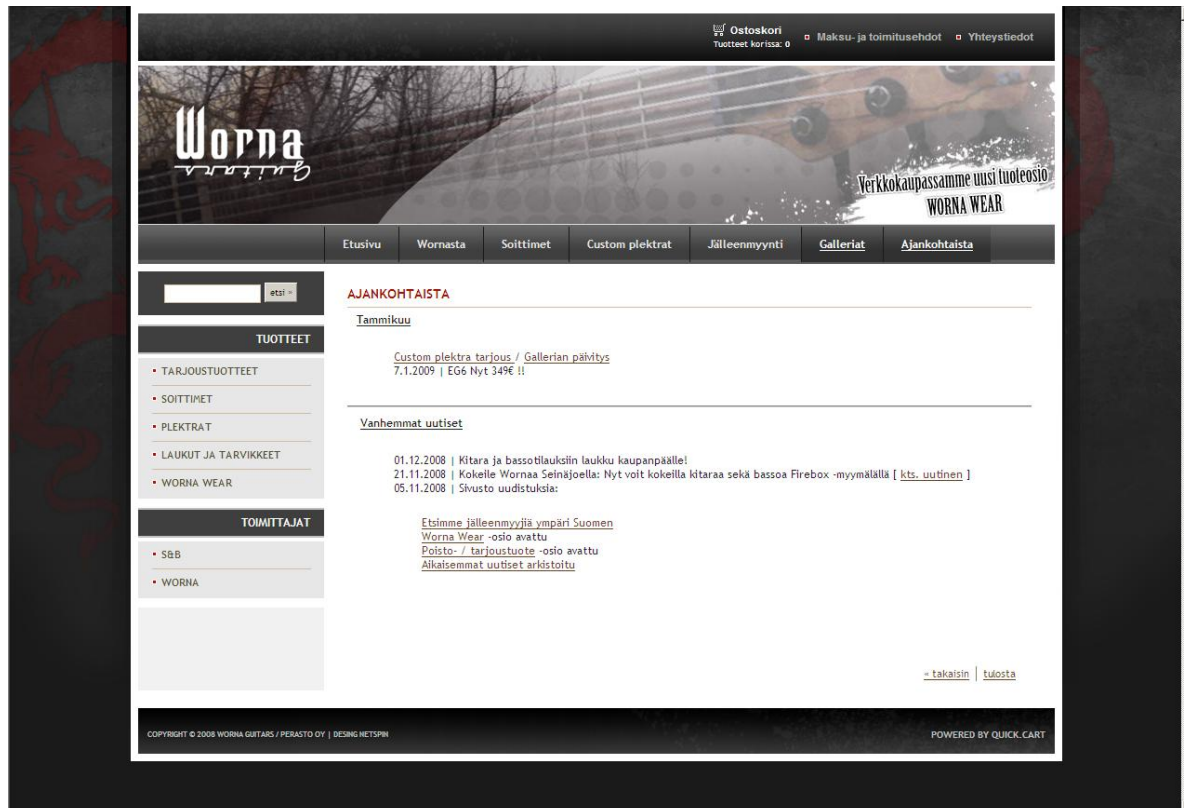 Ostoskori
Tuotteet korissa: 0
Maksu- ja toimitusehdot
Yhteystiedot
Worna
Guitars
Verkkokaupassamme uusi tuoteosio
WORNA WEAR
Etusivu Wornasta Soittimet Custom plektrat Jälleenmyynti Galleriat Ajankohtaista
etsi »
TUOTTEET
TARJOUSTUOTTEET
SOITTIMET
PLEKTRAT
LAUKUT JA TARVIKKEET
WORNA WEAR
TOIMITTAJAT
S&B
WORNA
AJANKOHTAISTA
Tammikuu
Custom plektra tarjous / Gallerian päivitys
7.1.2009 | EG6 Nyt 349€ !!
Vanhemmat uutiset
01.12.2008 | Kitara ja bassotilauksiin laukku kaupanpäälle!
21.11.2008 | Kokeile Wornaa Seinäjoella: Nyt voit kokeilla kitaraa sekä bassoa Firebox -myymälällä [ kts. uutinen ]
05.11.2008 | Sivusto uudistuksia:
Etsimme jälleenmyyjiä ympäri Suomen
Worna Wear -osio avattu
Poisto- / tarjoustuote -osio avattu
Aikaisemmat uutiset arkistoitu
« takaisin | tulosta
COPYRIGHT © 2008 WORNA GUITARS / PERASTO OY | DESING NETSPIN
POWERED BY QUICK.CART